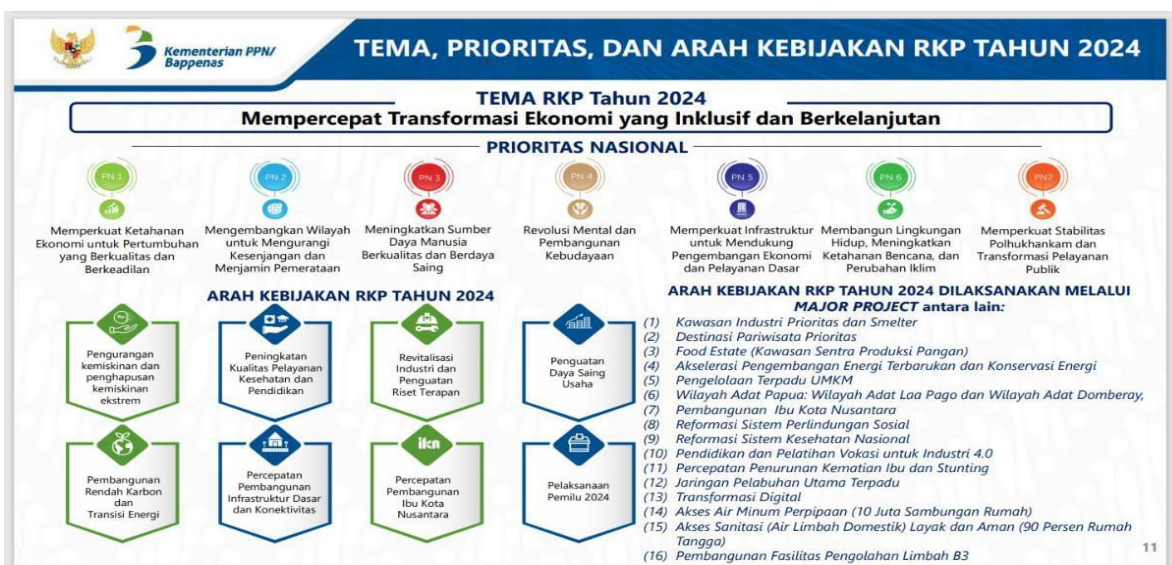 Kementerian PPN/
Bappenas
TEMA, PRIORITAS, DAN ARAH KEBIJAKAN RKP TAHUN 2024
TEMA RKP Tahun 2024
Mempercepat Transformasi Ekonomi yang Inklusif dan Berkelanjutan
PRIORITAS NASIONAL
PN 1
Memperkuat Ketahanan
Ekonomi untuk Pertumbuhan
yang Berkualitas dan
Berkeadilan
PN 2
Mengembangkan Wilayah
untuk Mengurangi
Kesenjangan dan
Menjamin Pemerataan
PN 3
Meningkatkan Sumber
Daya Manusia
Berkualitas dan Berdaya
Saing
PN 4
Revolusi Mental dan
Pembangunan
Kebudayaan
PN 5
Memperkuat Infrastruktur
untuk Mendukung
Pengembangan Ekonomi
dan Pelayanan Dasar
PN 6
Membangun Lingkungan
Hidup, Meningkatkan
Ketahanan Bencana, dan
Perubahan Iklim
PN7
Memperkuat Stabilitas
Polhukhankam dan
Transformasi Pelayanan
Publik
ARAH KEBIJAKAN RKP TAHUN 2024
Pengurangan
kemiskinan dan
penghapusan
kemiskinan
ekstrem
Peningkatan
Kualitas Pelayanan
Kesehatan dan
Pendidikan
Revitalisasi
Industri dan
Penguatan
Riset Terapan
Penguatan
Daya Saing
Usaha
Pembangunan
Rendah Karbon
dan
Transisi Energi
Percepatan
Pembangunan
Infrastruktur Dasar
dan Konektivitas
ikn
Percepatan
Pembangunan
Ibu Kota
Nusantara
Pelaksanaan
Pemilu 2024
ARAH KEBIJAKAN RKP TAHUN 2024 DILAKSANAKAN MELALUI
MAJOR PROJECT antara lain:
(1) Kawasan Industri Prioritas dan Smelter
(2) Destinasi Pariwisata Prioritas
(3) Food Estate (Kawasan Sentra Produksi Pangan)
(4) Akselerasi Pengembangan Energi Terbarukan dan Konservasi Energi
(5) Pengelolaan Terpadu UMKM
(6) Wilayah Adat Papua: Wilayah Adat Laa Pago dan Wilayah Adat Domberay,
(7) Pembangunan Ibu Kota Nusantara
(8) Reformasi Sistem Perlindungan Sosial
(9) Reformasi Sistem Kesehatan Nasional
(10) Pendidikan dan Pelatihan Vokasi untuk Industri 4.0
(11) Percepatan Penurunan Kematian Ibu dan Stunting
(12) Jaringan Pelabuhan Utama Terpadu
(13) Transformasi Digital
(14) Akses Air Minum Perpipaan (10 Juta Sambungan Rumah)
(15) Akses Sanitasi (Air Limbah Domestik) Layak dan Aman (90 Persen Rumah
Tangga)
(16) Pembangunan Fasilitas Pengolahan Limbah B3
11